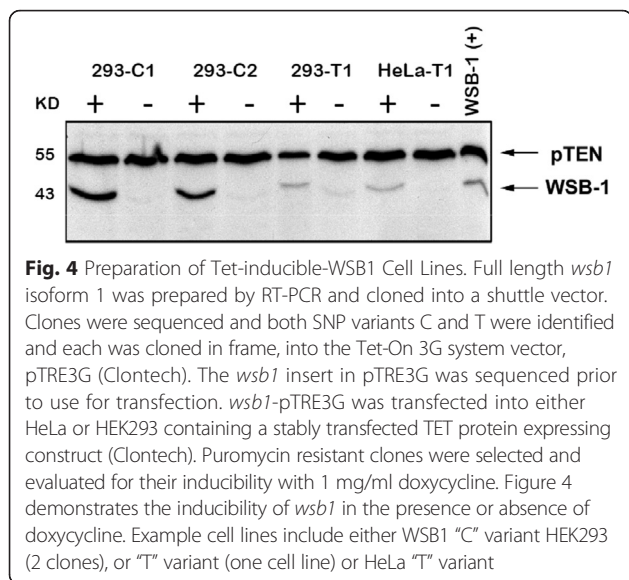 293-C1 293-C2 293-T1 HeLa-T1 WSB-1 (+)
KD + - + - + - + -
55 pTEN
43 WSB-1
Fig. 4 Preparation of Tet-inducible-WSB1 Cell Lines. Full length wsb1
isoform 1 was prepared by RT-PCR and cloned into a shuttle vector.
Clones were sequenced and both SNP variants C and T were identified
and each was cloned in frame, into the Tet-On 3G system vector,
pTRE3G (Clontech). The wsb1 insert in pTRE3G was sequenced prior
to use for transfection. wsb1-pTRE3G was transfected into either
HeLa or HEK293 containing a stably transfected TET protein expressing
construct (Clontech). Puromycin resistant clones were selected and
evaluated for their inducibility with 1 mg/ml doxycycline. Figure 4
demonstrates the inducibility of wsb1 in the presence or absence of
doxycycline. Example cell lines include either WSB1 “C” variant HEK293
(2 clones), or “T” variant (one cell line) or HeLa “T” variant